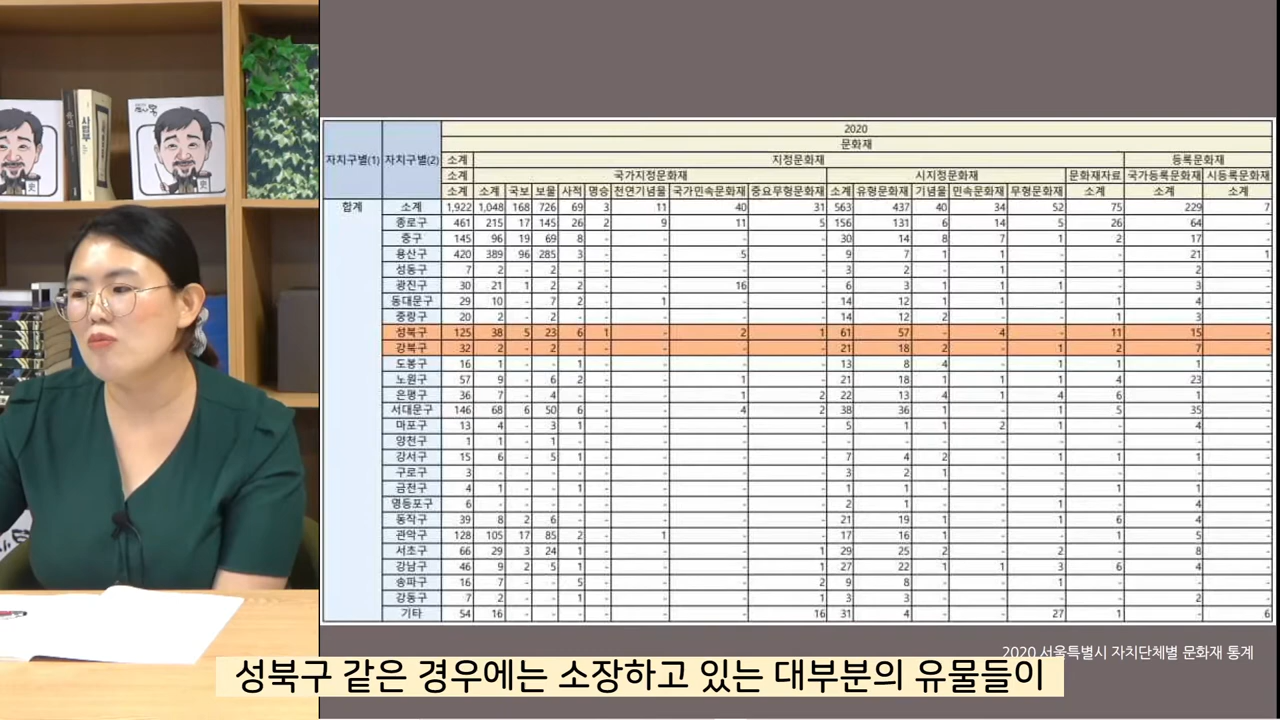 사법부
2020
문화재
자치구별(1) 자치구별(2) 소계 지정문화재 등록문화재
소계 국가지정문화재 시지정문화재 문화재자료 국가등록문화재 시등록문화재
소계 소계 국보 보물 사적 명승 천연기념물 국가민속문화재 중요무형문화재 소계 유형문화재 기념물 민속문화재 무형문화재 소계 소계 소계
합계 소계 1,922 1,048 168 726 69 3 11 40 31 563 437 40 34 52 75 229 7
종로구 461 215 17 145 26 2 9 11 5 156 131 6 14 5 26 64 -
중구 145 96 19 69 8 - - - - 30 14 8 7 1 2 17 -
용산구 420 389 96 285 3 - - 5 - 9 7 1 1 - - 21 1
성동구 7 2 - 2 - - - - - 3 2 - 1 - - 2 -
광진구 30 21 1 2 2 - - 16 - 6 3 1 1 1 - 3 -
동대문구 29 10 - 7 2 - 1 - - 14 12 1 1 - 1 4 -
중랑구 20 2 - 2 - - - - - 14 12 2 - - 1 3 -
성북구 125 38 5 23 6 1 - 2 1 61 57 - 4 - 11 15 -
강북구 32 2 - 2 - - - - - 21 18 2 - 1 2 7 -
도봉구 16 1 - - 1 - - - - 13 8 4 - 1 1 1 -
노원구 57 9 - 6 2 - - 1 - 21 18 1 1 1 4 23 -
은평구 36 7 - 4 - - - 1 2 22 13 4 1 4 6 1 -
서대문구 146 68 6 50 6 - - 4 2 38 36 1 - 1 5 35 -
마포구 13 4 - 3 1 - - - - 5 1 1 2 1 - 4 -
양천구 1 1 - 1 - - - - - - - - - - - - -
강서구 15 6 - 5 1 - - - - 7 4 2 - 1 1 1 -
구로구 3 - - - - - - - - 3 2 1 - - - - -
금천구 4 1 - - 1 - - - - 1 1 - - - 1 1 -
영등포구 6 - - - - - - - - 2 1 - - 1 - 4 -
동작구 39 8 2 6 - - - - - 21 19 1 - 1 6 4 -
관악구 128 105 17 85 2 - 1 - - 17 16 1 - - 1 5 -
서초구 66 29 3 24 1 - - - 1 29 25 2 - 2 - 8 -
강남구 46 9 2 5 1 - - - 1 27 22 1 1 3 6 4 -
송파구 16 7 - - 5 - - - 2 9 8 - - 1 - - -
강동구 7 2 - - 1 - - - 1 3 3 - - - - 2 -
기타 54 16 - - - - - - 16 31 4 - - 27 1 - 6
2020 서울특별시 자치단체별 문화재 통계
성북구 같은 경우에는 소장하고 있는 대부분의 유물들이